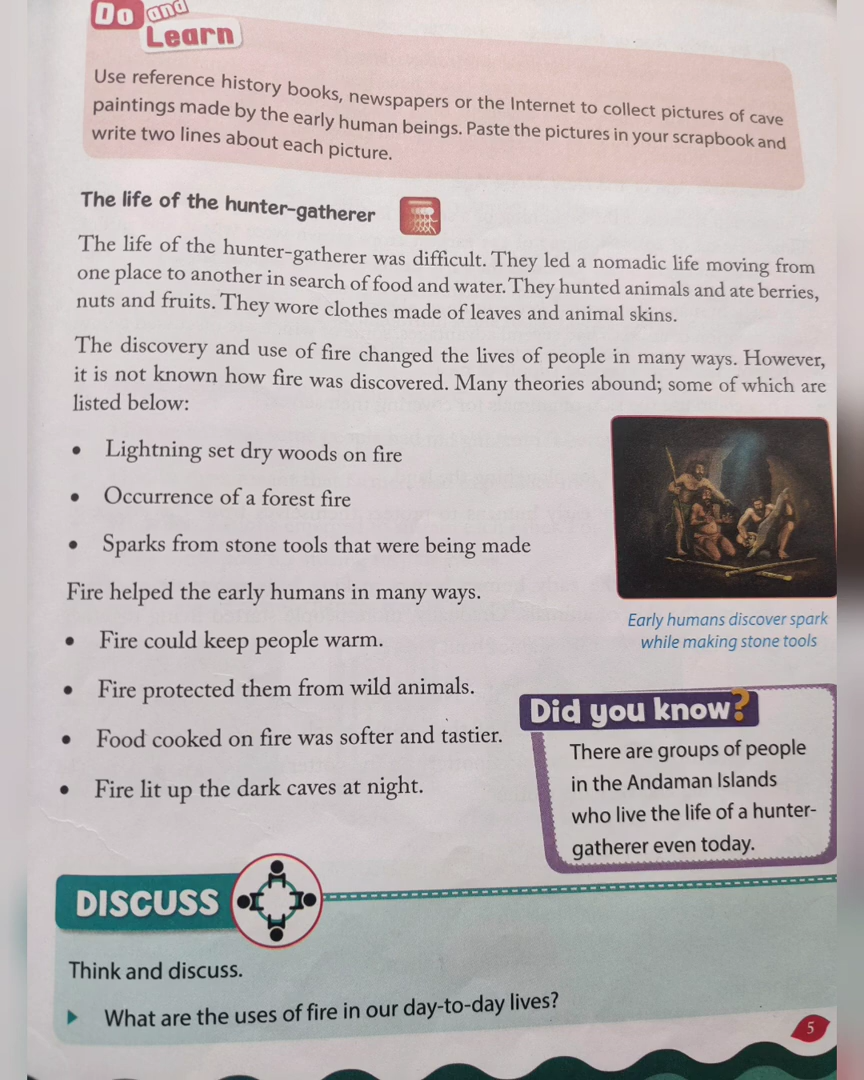 Do and
Learn
Use reference history books, newspapers or the Internet to collect pictures of cave
paintings made by the early human beings. Paste the pictures in your scrapbook and
write two lines about each picture.
The life of the hunter-gatherer
The life of the hunter-gatherer was difficult. They led a nomadic life moving from
one place to another in search of food and water. They hunted animals and ate berries,
nuts and fruits. They wore clothes made of leaves and animal skins.
The discovery and use of fire changed the lives of people in many ways. However,
it is not known how fire was discovered. Many theories abound; some of which are
listed below:
• Lightning set dry woods on fire
• Occurrence of a forest fire
• Sparks from stone tools that were being made
Fire helped the early humans in many ways.
• Fire could keep people warm.
• Fire protected them from wild animals.
• Food cooked on fire was softer and tastier.
• Fire lit up the dark caves at night.
Early humans discover spark
while making stone tools
Did you know?
There are groups of people
in the Andaman Islands
who live the life of a hunter-
gatherer even today.
DISCUSS
Think and discuss.
What are the uses of fire in our day-to-day lives?
5